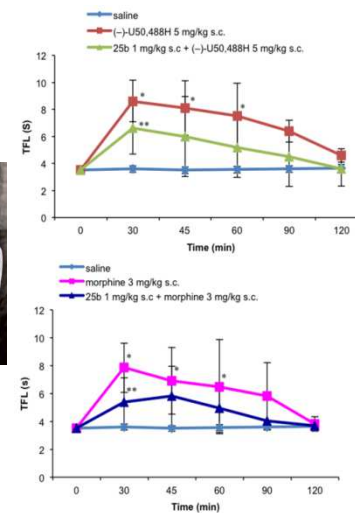 saline
(−)-U50,488H 5 mg/kg s.c.
25b 1 mg/kg s.c + (−)-U50,488H 5 mg/kg s.c.
12
10
8
6
4
2
0
TFL (S)
*
*
*
**
0 30 45 60 90 120
Time (min)
saline
morphine 3 mg/kg s.c.
25b 1 mg/kg s.c + morphine 3 mg/kg s.c.
12
10
8
6
4
2
0
TFL (s)
*
*
*
**
0 30 45 60 90 120
Time (min)